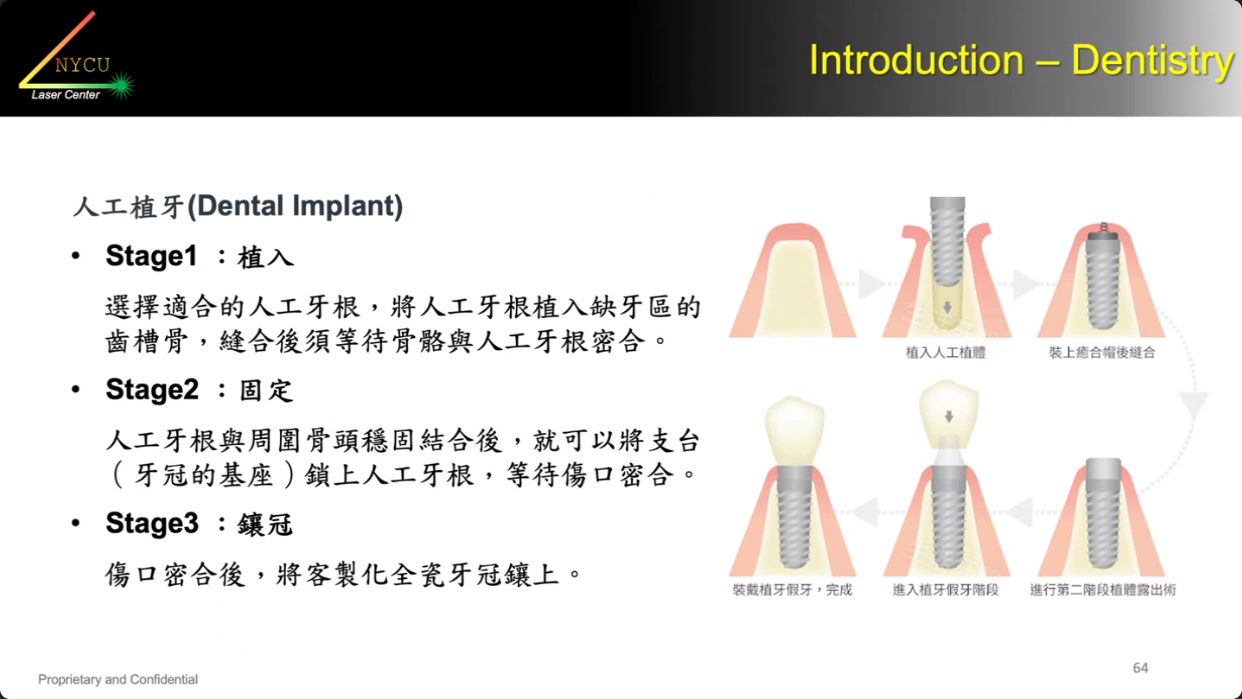 NYCU
Laser Center
Introduction – Dentistry
人工植牙(Dental Implant)
• Stage1 ：植入
選擇適合的人工牙根，將人工牙根植入缺牙區的
齒槽骨，縫合後須等待骨骼與人工牙根密合。
• Stage2 ：固定
人工牙根與周圍骨頭穩固結合後，就可以將支台
（牙冠的基座）鎖上人工牙根，等待傷口密合。
• Stage3 ：鑲冠
傷口密合後，將客製化全瓷牙冠鑲上。
植入人工植體
裝上癒合帽後縫合
裝戴植牙假牙，完成
進入植牙假牙階段
進行第二階段植體露出術
Proprietary and Confidential
64